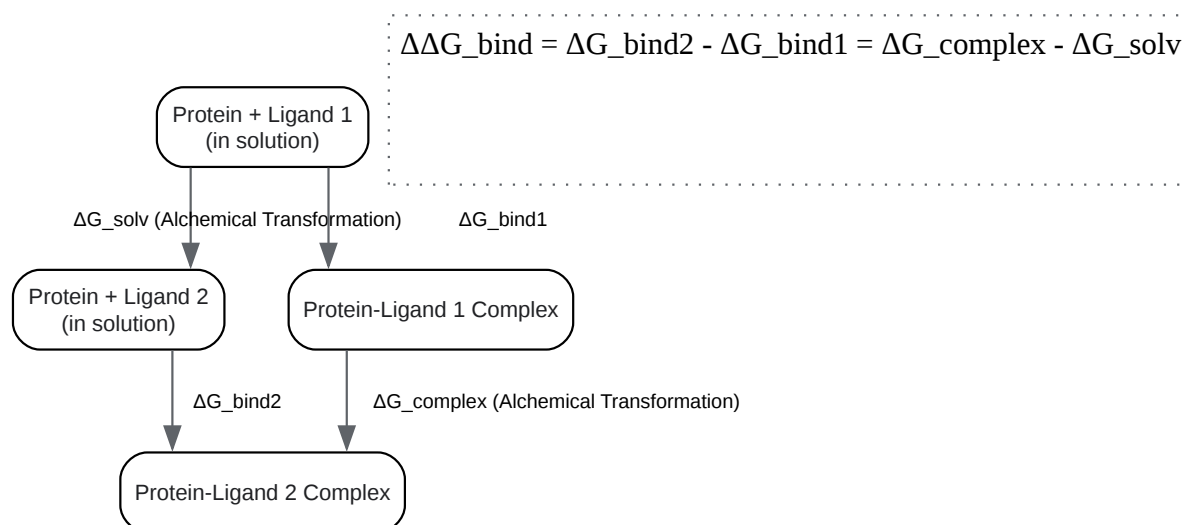 ΔΔG_bind = ΔG_bind2 - ΔG_bind1 = ΔG_complex - ΔG_solv
Protein + Ligand 1
(in solution)
ΔG_solv (Alchemical Transformation)
ΔG_bind1
Protein + Ligand 2
(in solution)
Protein-Ligand 1 Complex
ΔG_bind2
ΔG_complex (Alchemical Transformation)
Protein-Ligand 2 Complex